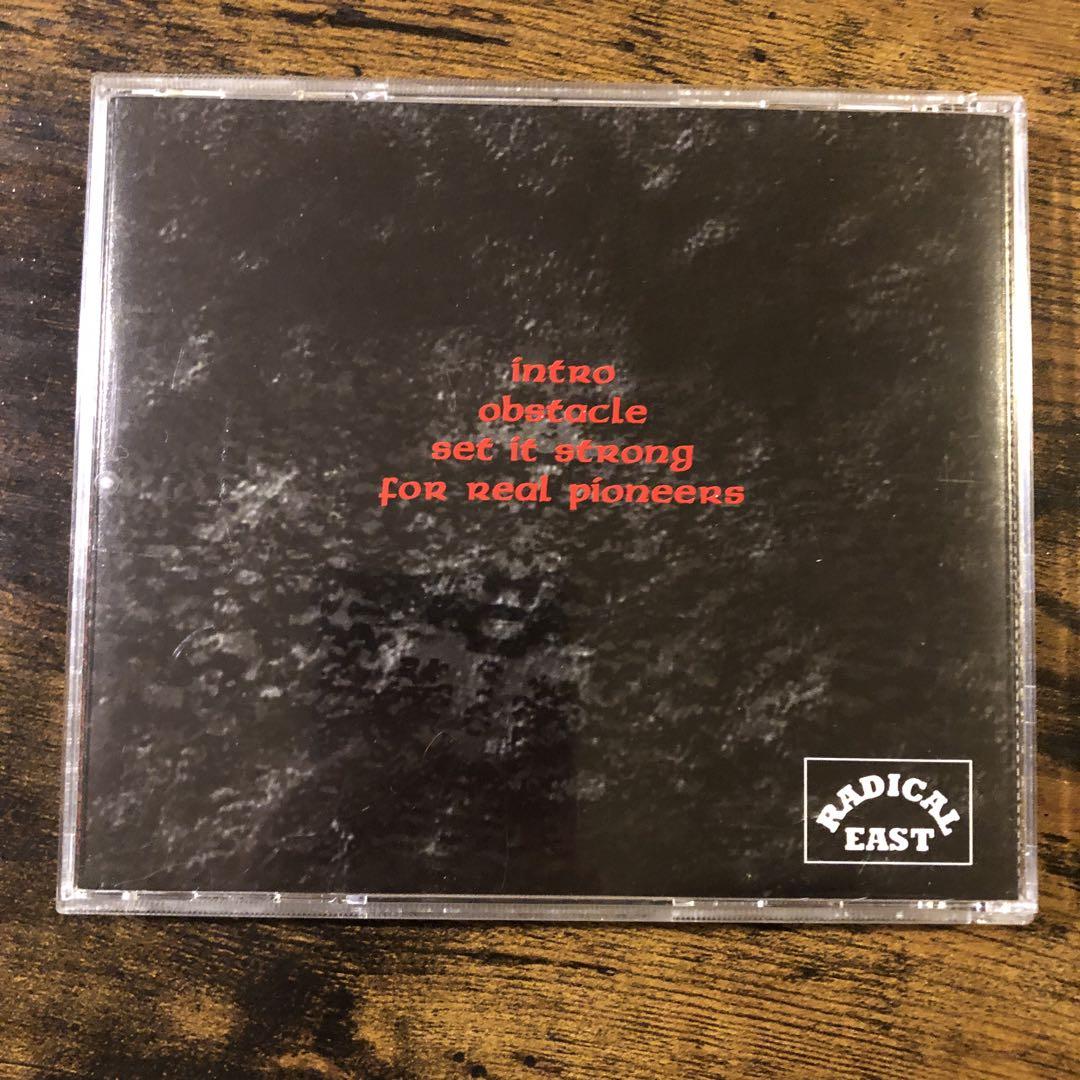 intro
obstacle
set it strong
for real pioneers
RADICAL
EAST